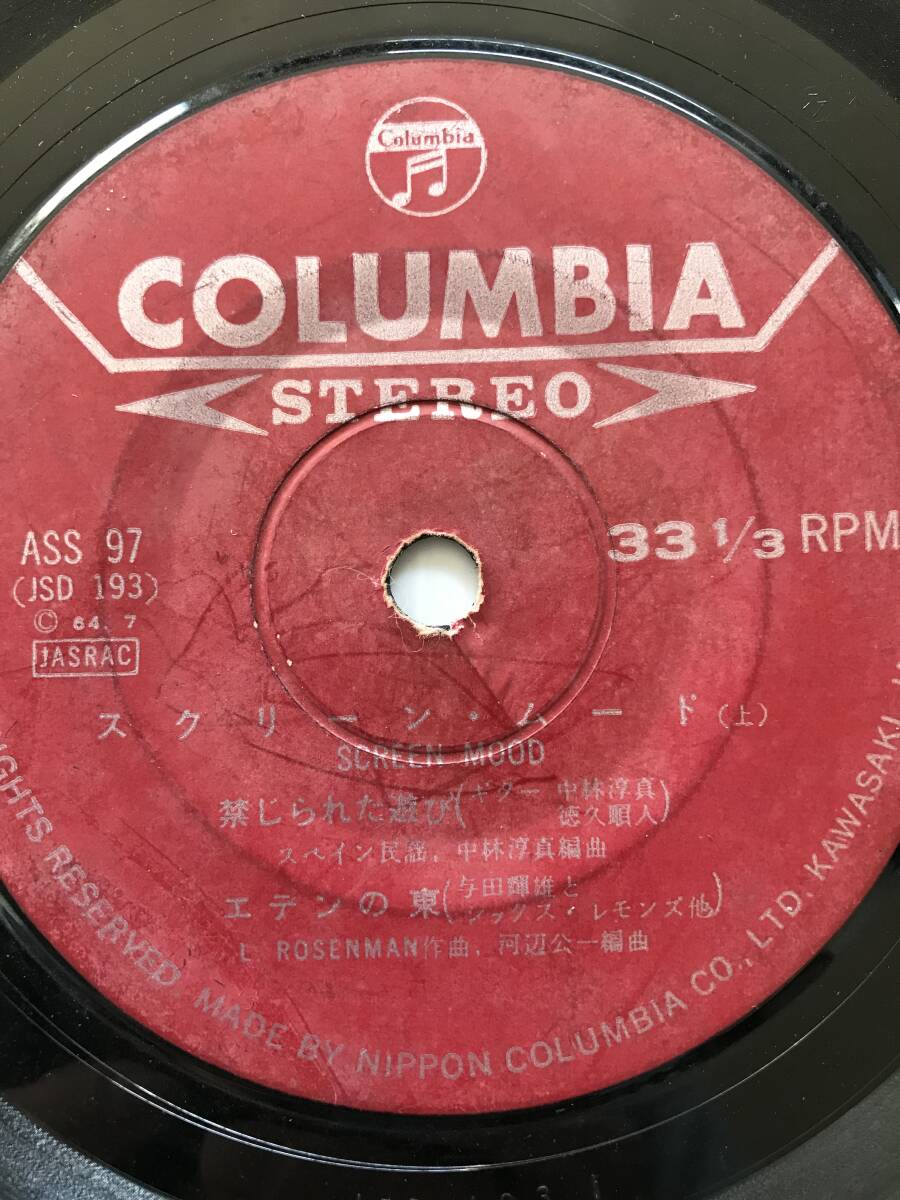 Columbia
COLUMBIA
STEREO
ASS 97
(JSD 193)
© 64. 7
JASRAC
33 1/3 RPM
スクリーン・ムード(上)
SCREEN MOOD
禁じられた遊び(ギター 中林淳真
徳久順人)
スペイン民謡, 中林淳真編曲
エデンの東(与田輝雄と
シックス・レモンズ他)
L ROSENMAN作曲, 河辺公一編曲
RIGHTS RESERVED. MADE BY NIPPON COLUMBIA CO., LTD. KAWASAKI